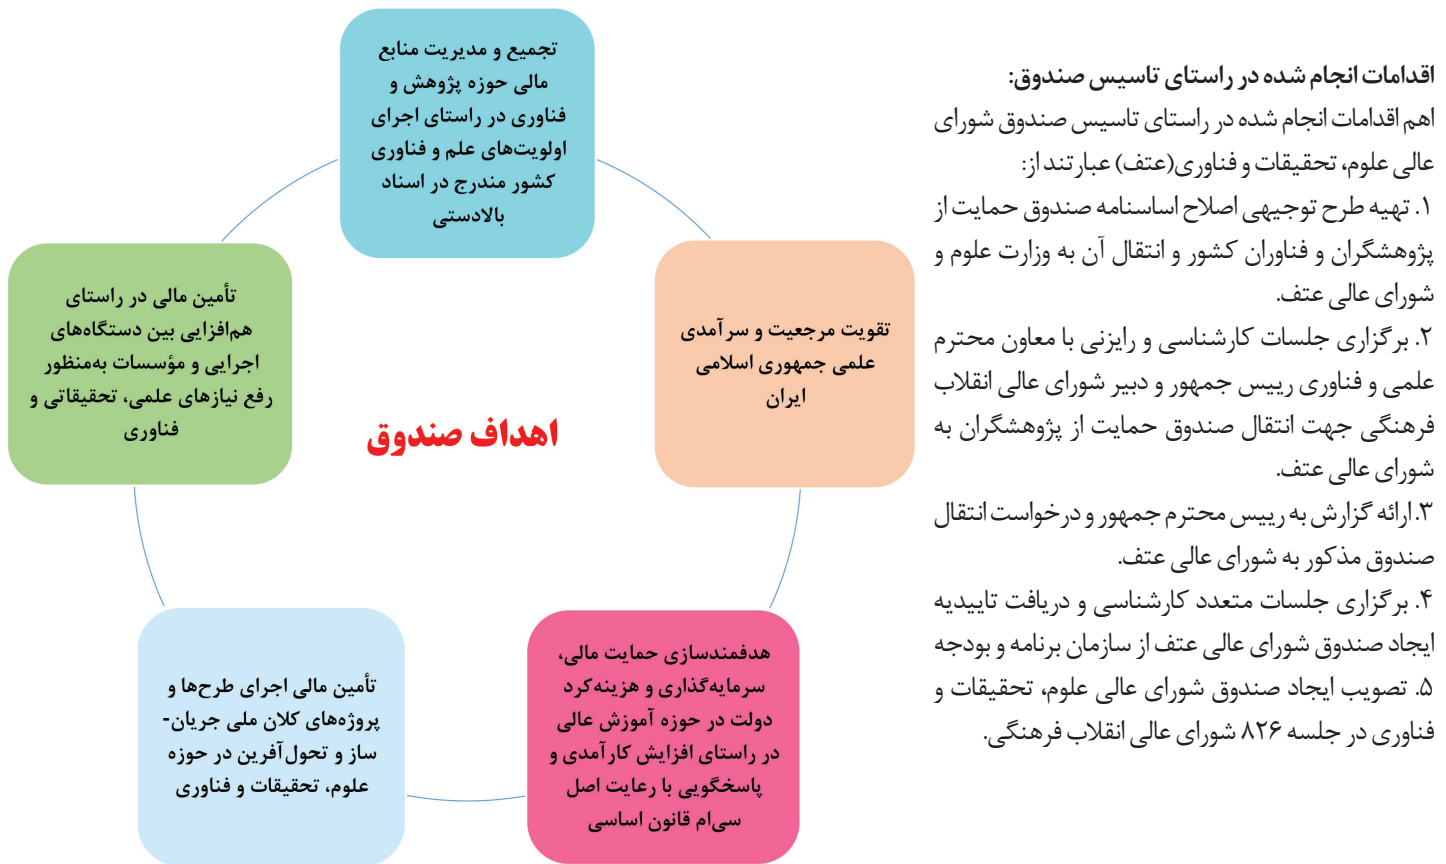 اقدامات انجام شده در راستای تاسیس صندوق:
اهم اقدامات انجام شده در راستای تاسیس صندوق شورای
عالی علوم، تحقیقات و فناوری(عتف) عبارتند از:
۱. تهیه طرح توجیهی اصلاح اساسنامه صندوق حمایت از
پژوهشگران و فناوران کشور و انتقال آن به وزارت علوم و
شورای عالی عتف.
۲. برگزاری جلسات کارشناسی و رایزنی با معاون محترم
علمی و فناوری رییس جمهور و دبیر شورای عالی انقلاب
فرهنگی جهت انتقال صندوق حمایت از پژوهشگران به
شورای عالی عتف.
۳. ارائه گزارش به رییس محترم جمهور و درخواست انتقال
صندوق مذکور به شورای عالی عتف.
۴. برگزاری جلسات متعدد کارشناسی و دریافت تاییدیه
ایجاد صندوق شورای عالی عتف از سازمان برنامه و بودجه
۵. تصویب ایجاد صندوق شورای عالی علوم، تحقیقات و
فناوری در جلسه ۸۲۶ شورای عالی انقلاب فرهنگی.
اهداف صندوق
تجمیع و مدیریت منابع
مالی حوزه پژوهش و
فناوری در راستای اجرای
اولویت‌های علم و فناوری
کشور مندرج در اسناد
بالادستی
تقویت مرجعیت و سرآمدی
علمی جمهوری اسلامی
ایران
هدفمندسازی حمایت مالی،
سرمایه‌گذاری و هزینه‌کرد
دولت در حوزه آموزش عالی
در راستای افزایش کارآمدی و
پاسخگویی با رعایت اصل
سی‌ام قانون اساسی
تأمین مالی اجرای طرح‌ها و
پروژه‌های کلان ملی جریان-
ساز و تحول‌آفرین در حوزه
علوم، تحقیقات و فناوری
تأمین مالی در راستای
هم‌افزایی بین دستگاه‌های
اجرایی و مؤسسات به‌منظور
رفع نیازهای علمی، تحقیقاتی و
فناوری